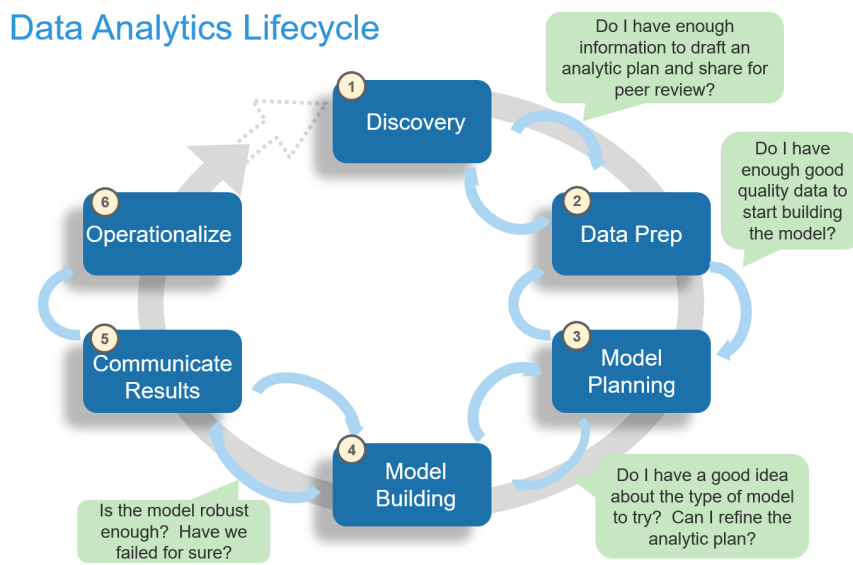 Data Analytics Lifecycle
Do I have enough
information to draft an
analytic plan and share for
peer review?
1
Discovery
Do I have
enough good
quality data to
start building
the model?
2
Data Prep
6
Operationalize
3
Model
Planning
5
Communicate
Results
4
Model
Building
Do I have a good idea
about the type of model
to try?  Can I refine the
analytic plan?
Is the model robust
enough?  Have we
failed for sure?